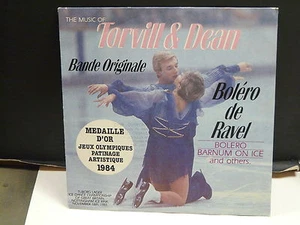 THE MUSIC OF
Torvill & Dean
Bande Originale
Boléro
de
Ravel
BOLERO
BARNUM ON ICE
and others
MEDAILLE
D'OR
JEUX OLYMPIQUES
PATINAGE
ARTISTIQUE
1984